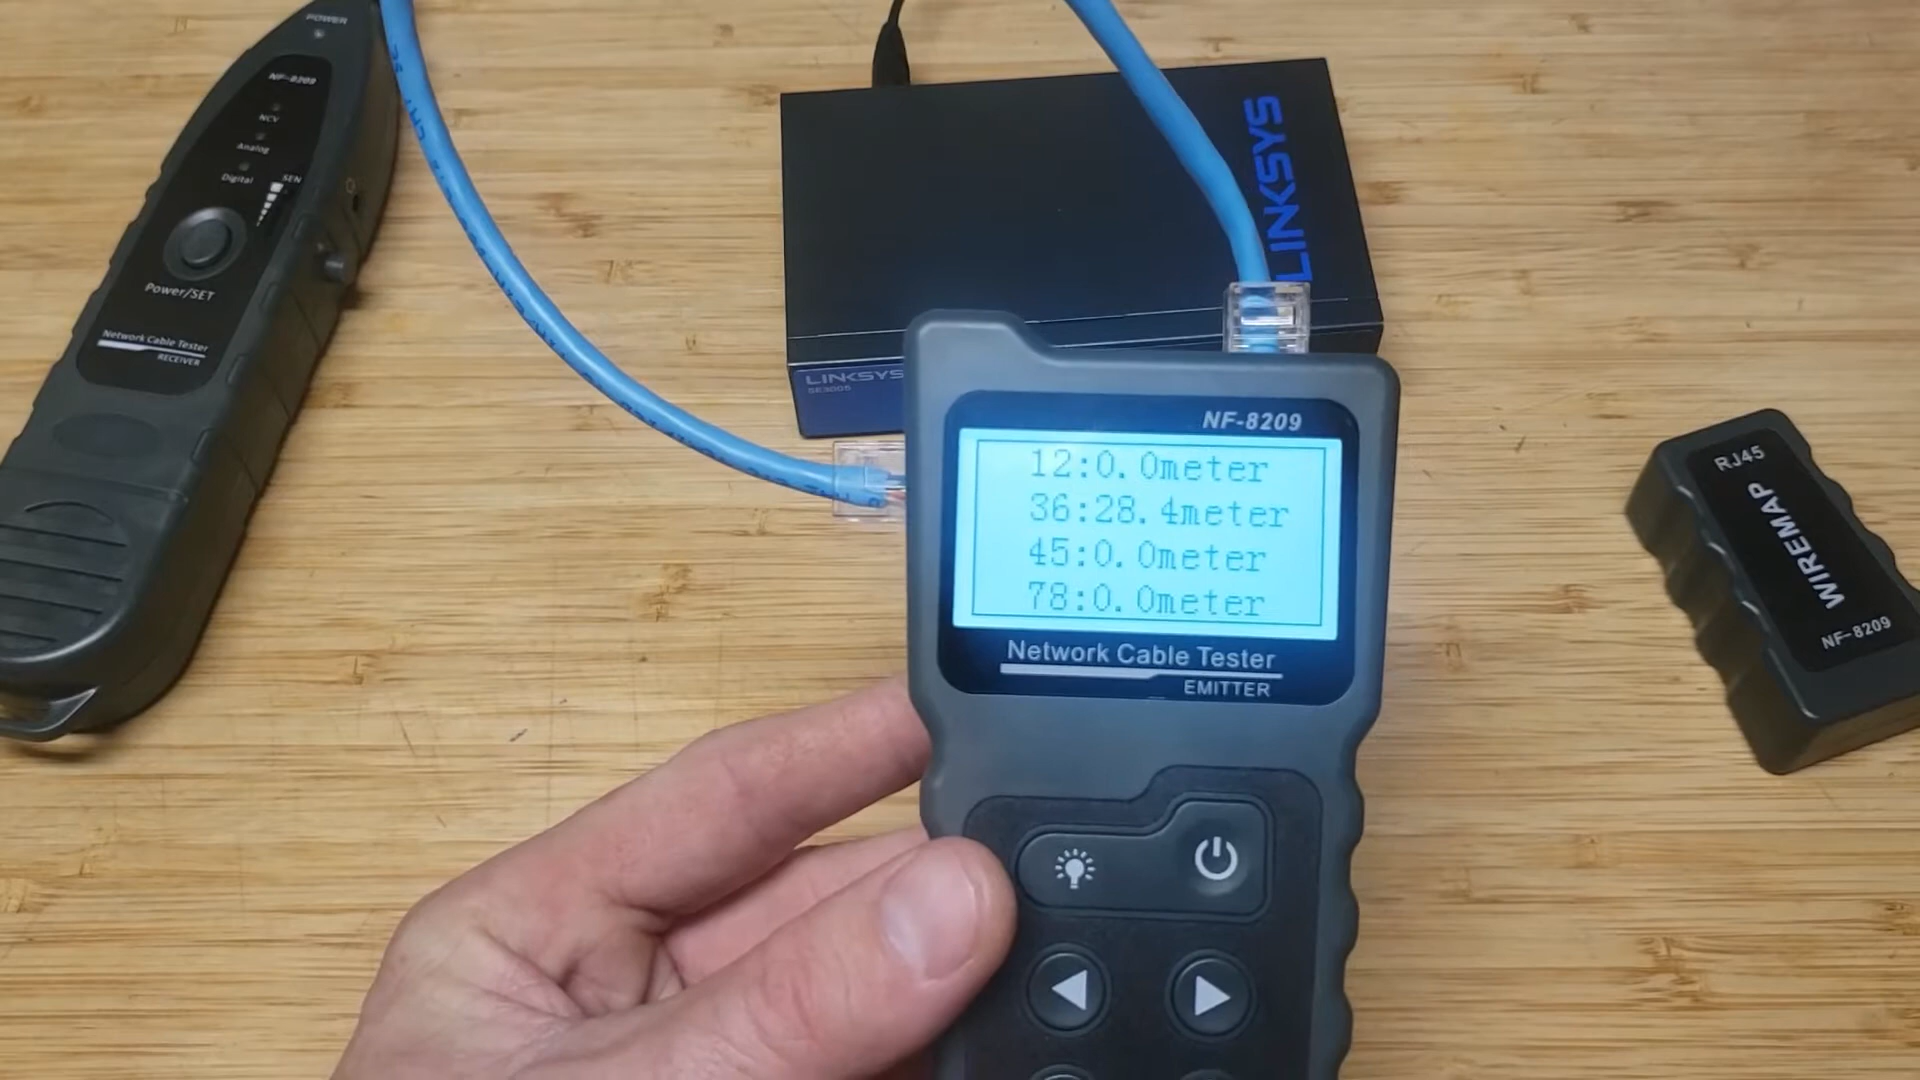 POWER
NF-8209
NCV
Analog
Digital
SEN
Power/SET
Network Cable Tester
RECEIVER
LINKSYS
LINKSYS
SE3005
NF-8209
12:0.0meter
36:28.4meter
45:0.0meter
78:0.0meter
Network Cable Tester
EMITTER
RJ45
WIREMAP
NF-8209